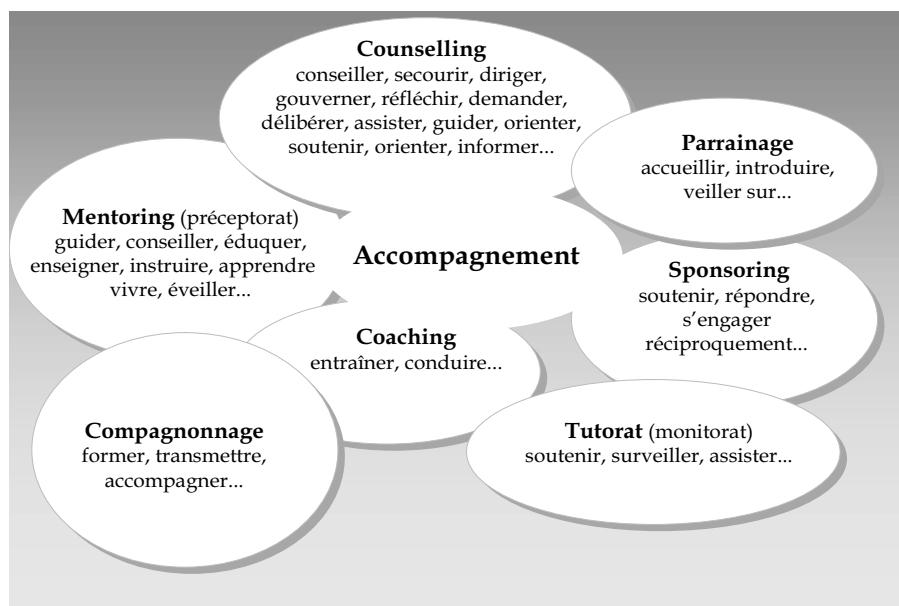 Counselling
conseiller, secourir, diriger,
gouverner, réfléchir, demander,
délibérer, assister, guider, orienter,
soutenir, orienter, informer...
Parrainage
accueillir, introduire,
veiller sur...
Mentoring (préceptorat)
guider, conseiller, éduquer,
enseigner, instruire, apprendre
vivre, éveiller...
Accompagnement
Sponsoring
soutenir, répondre,
s’engager
réciproquement...
Coaching
entraîner, conduire...
Compagnonnage
former, transmettre,
accompagner...
Tutorat (monitorat)
soutenir, surveiller, assister...